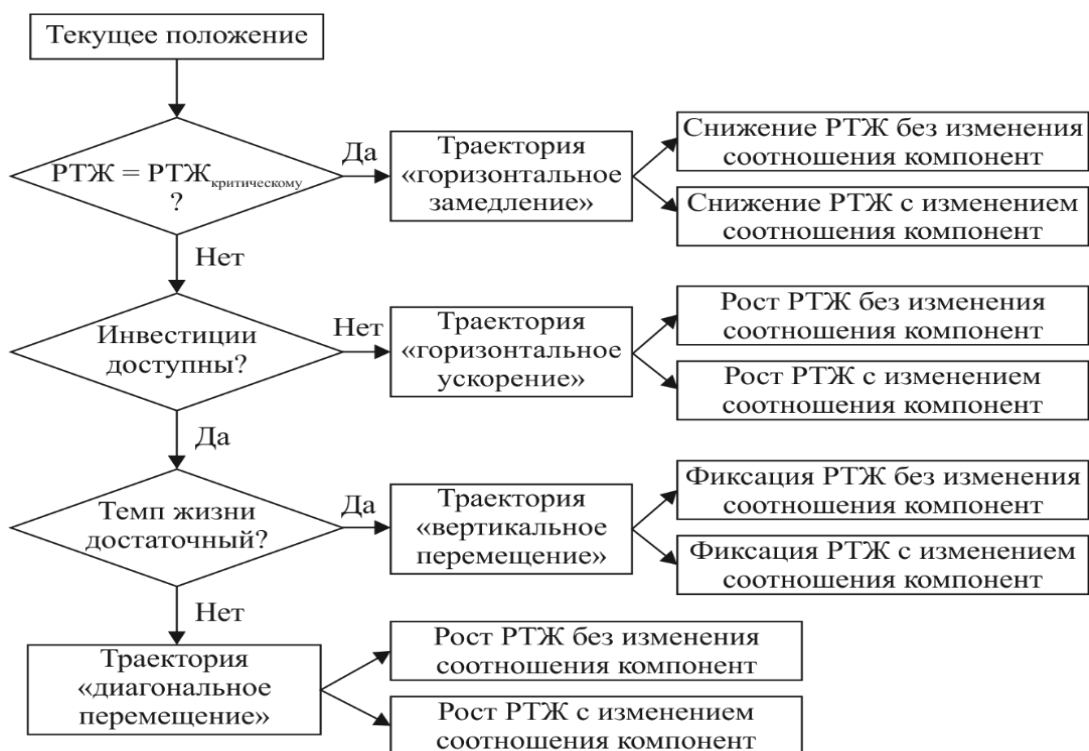 Текущее положение
РТЖ = РТЖкритическому
?
Да
Траектория
«горизонтальное
замедление»
Снижение РТЖ без изменения
соотношения компонент
Снижение РТЖ с изменением
соотношения компонент
Нет
Инвестиции
доступны?
Нет
Траектория
«горизонтальное
ускорение»
Рост РТЖ без изменения
соотношения компонент
Рост РТЖ с изменением
соотношения компонент
Да
Темп жизни
достаточный?
Да
Траектория
«вертикальное
перемещение»
Фиксация РТЖ без изменения
соотношения компонент
Фиксация РТЖ с изменением
соотношения компонент
Нет
Траектория
«диагональное
перемещение»
Рост РТЖ без изменения
соотношения компонент
Рост РТЖ с изменением
соотношения компонент